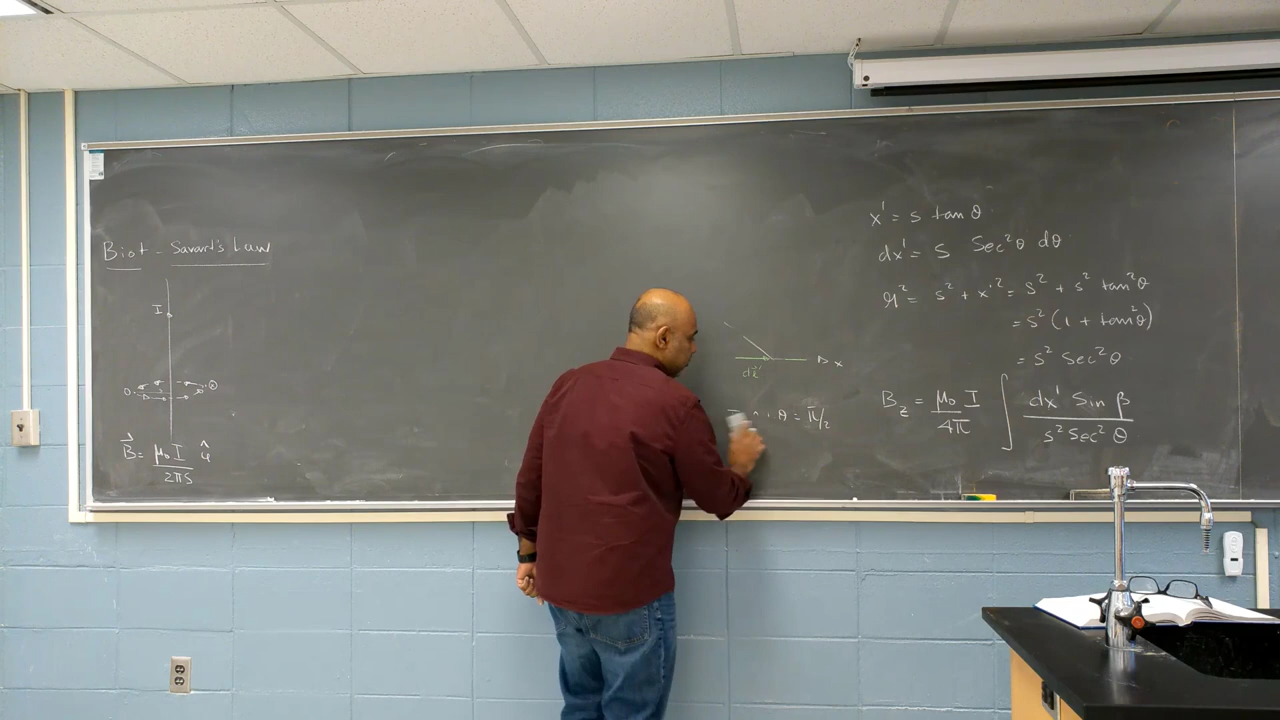 Biot - Savart's Law
I
B⃗ = μ₀ I / 2πs φ̂
dx⃗'
x
θ = π/2
x' = s tan θ
dx' = s Sec²θ dθ
r² = s² + x'² = s² + s² tan²θ
= s² (1 + tan²θ)
= s² Sec²θ
B_z = μ₀ I / 4π ∫ dx' Sin β / s² Sec² θ